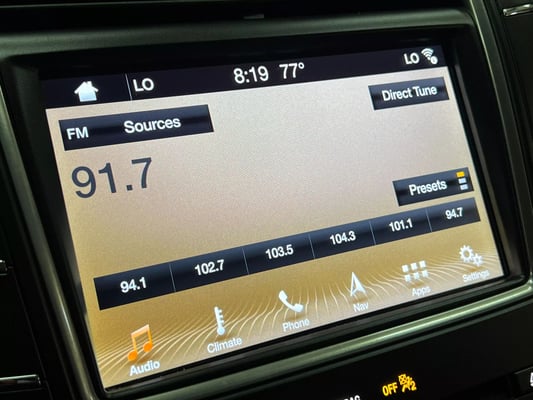 LO 8:19 77° LO
FM Sources Direct Tune
91.7
Presets
94.1 102.7 103.5 104.3 101.1 94.7
Audio Climate Phone Nav Apps Settings
OFF 2